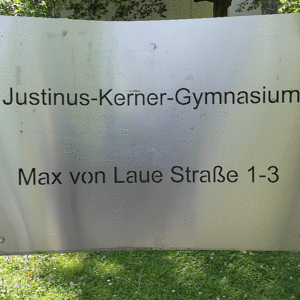 Justinus-Kerner-Gymnasium
Max von Laue Straße 1-3